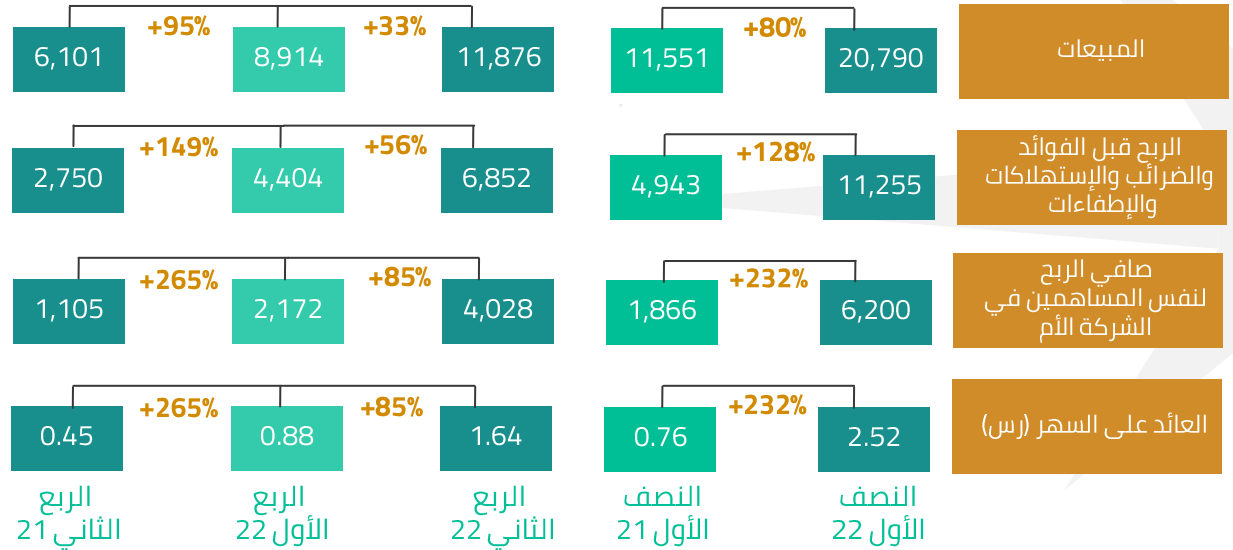 المبيعات
20,790
+80%
11,551
11,876
+33%
8,914
+95%
6,101
الربح قبل الفوائد
والضرائب والإستهلاكات
والإطفاءات
11,255
+128%
4,943
6,852
+56%
4,404
+149%
2,750
صافي الربح
لنفس المساهمين في
الشركة الأم
6,200
+232%
1,866
4,028
+85%
2,172
+265%
1,105
العائد على السهر (رس)
2.52
+232%
0.76
1.64
+85%
0.88
+265%
0.45
النصف
الأول 22
النصف
الأول 21
الربع
الثاني 22
الربع
الأول 22
الربع
الثاني 21